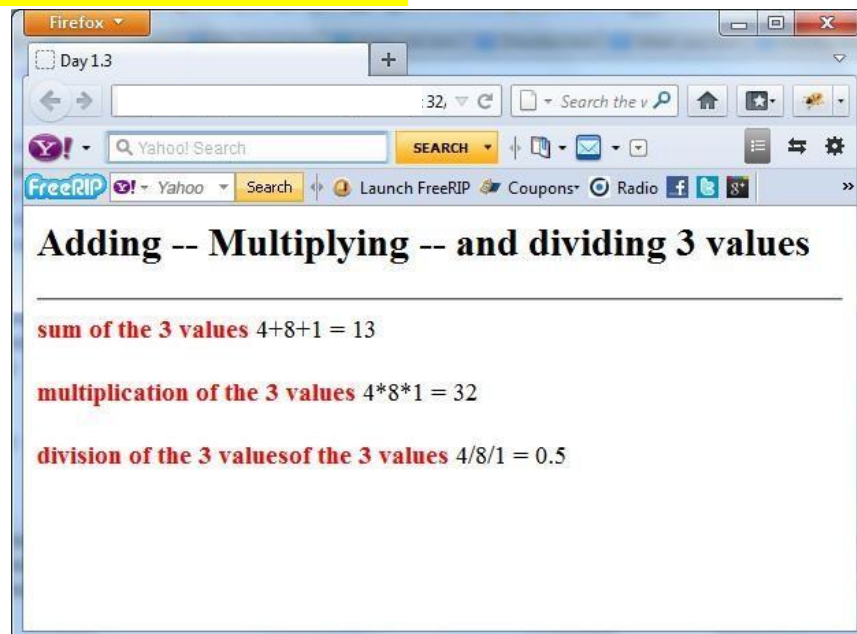 Firefox
Day 1.3
+
32,
Search the v
Yahoo! Search
SEARCH
FreeRIP
Yahoo
Search
Launch FreeRIP
Coupons
Radio
f
g+
»
Adding -- Multiplying -- and dividing 3 values
sum of the 3 values 4+8+1 = 13
multiplication of the 3 values 4*8*1 = 32
division of the 3 valuesof the 3 values 4/8/1 = 0.5